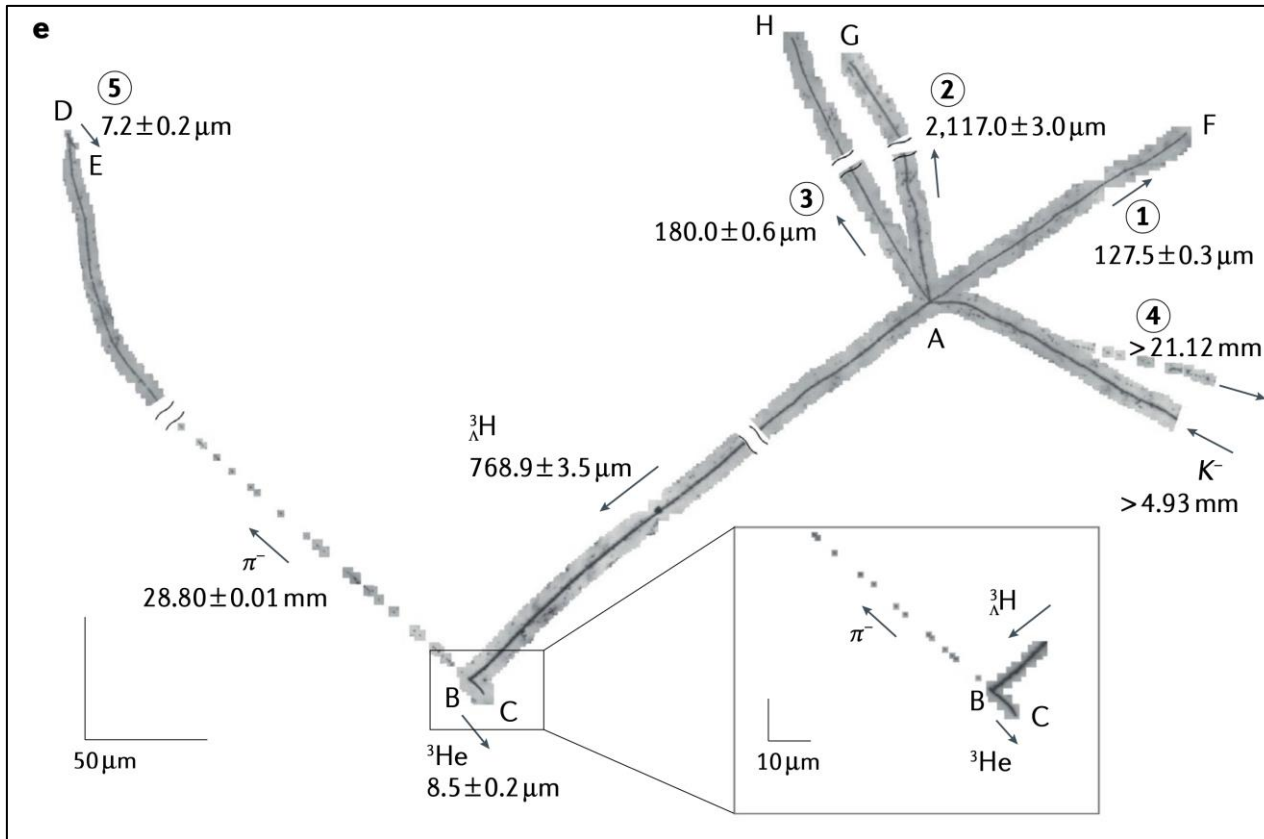 e
H
G
⑤
D
7.2±0.2 μm
E
②
2,117.0±3.0 μm
F
③
180.0±0.6 μm
①
127.5±0.3 μm
A
④
>21.12 mm
K⁻
>4.93 mm
³ΛH
768.9±3.5 μm
π⁻
28.80±0.01 mm
B
C
³He
8.5±0.2 μm
50 μm
³ΛH
π⁻
B
C
³He
10 μm